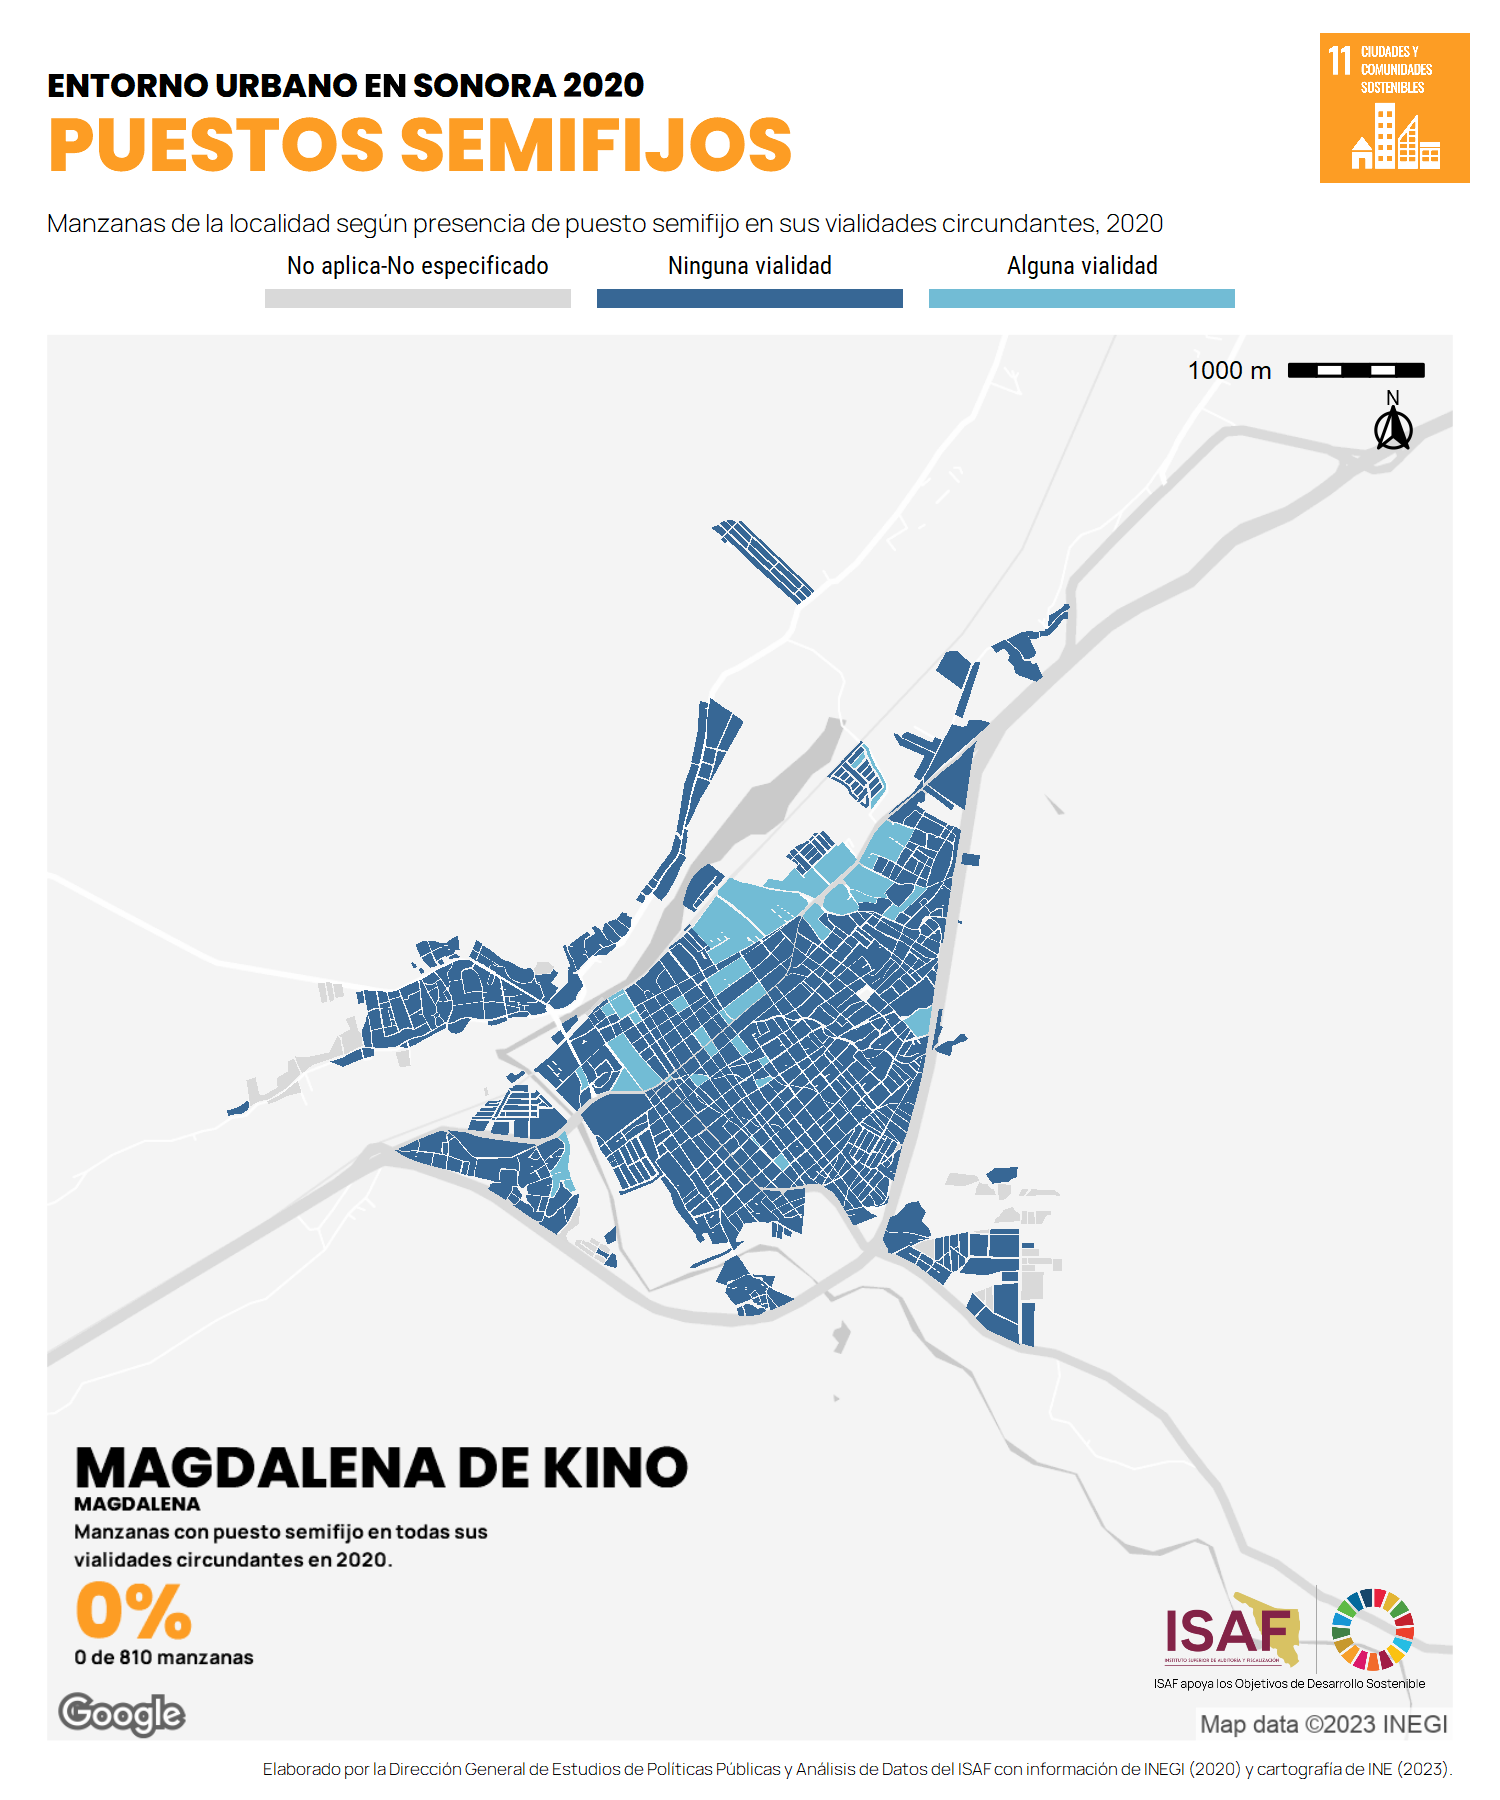 ENTORNO URBANO EN SONORA 2020
PUESTOS SEMIFIJOS
11 CIUDADES Y
COMUNIDADES
SOSTENIBLES
Manzanas de la localidad según presencia de puesto semifijo en sus vialidades circundantes, 2020
No aplica-No especificado
Ninguna vialidad
Alguna vialidad
1000 m
N
MAGDALENA DE KINO
MAGDALENA
Manzanas con puesto semifijo en todas sus
vialidades circundantes en 2020.
0%
0 de 810 manzanas
ISAF
INSTITUTO SUPERIOR DE AUDITORÍA Y FISCALIZACIÓN
ISAF apoya los Objetivos de Desarrollo Sostenible
Google
Map data ©2023 INEGI
Elaborado por la Dirección General de Estudios de Políticas Públicas y Análisis de Datos del ISAF con información de INEGI (2020) y cartografía de INE (2023).